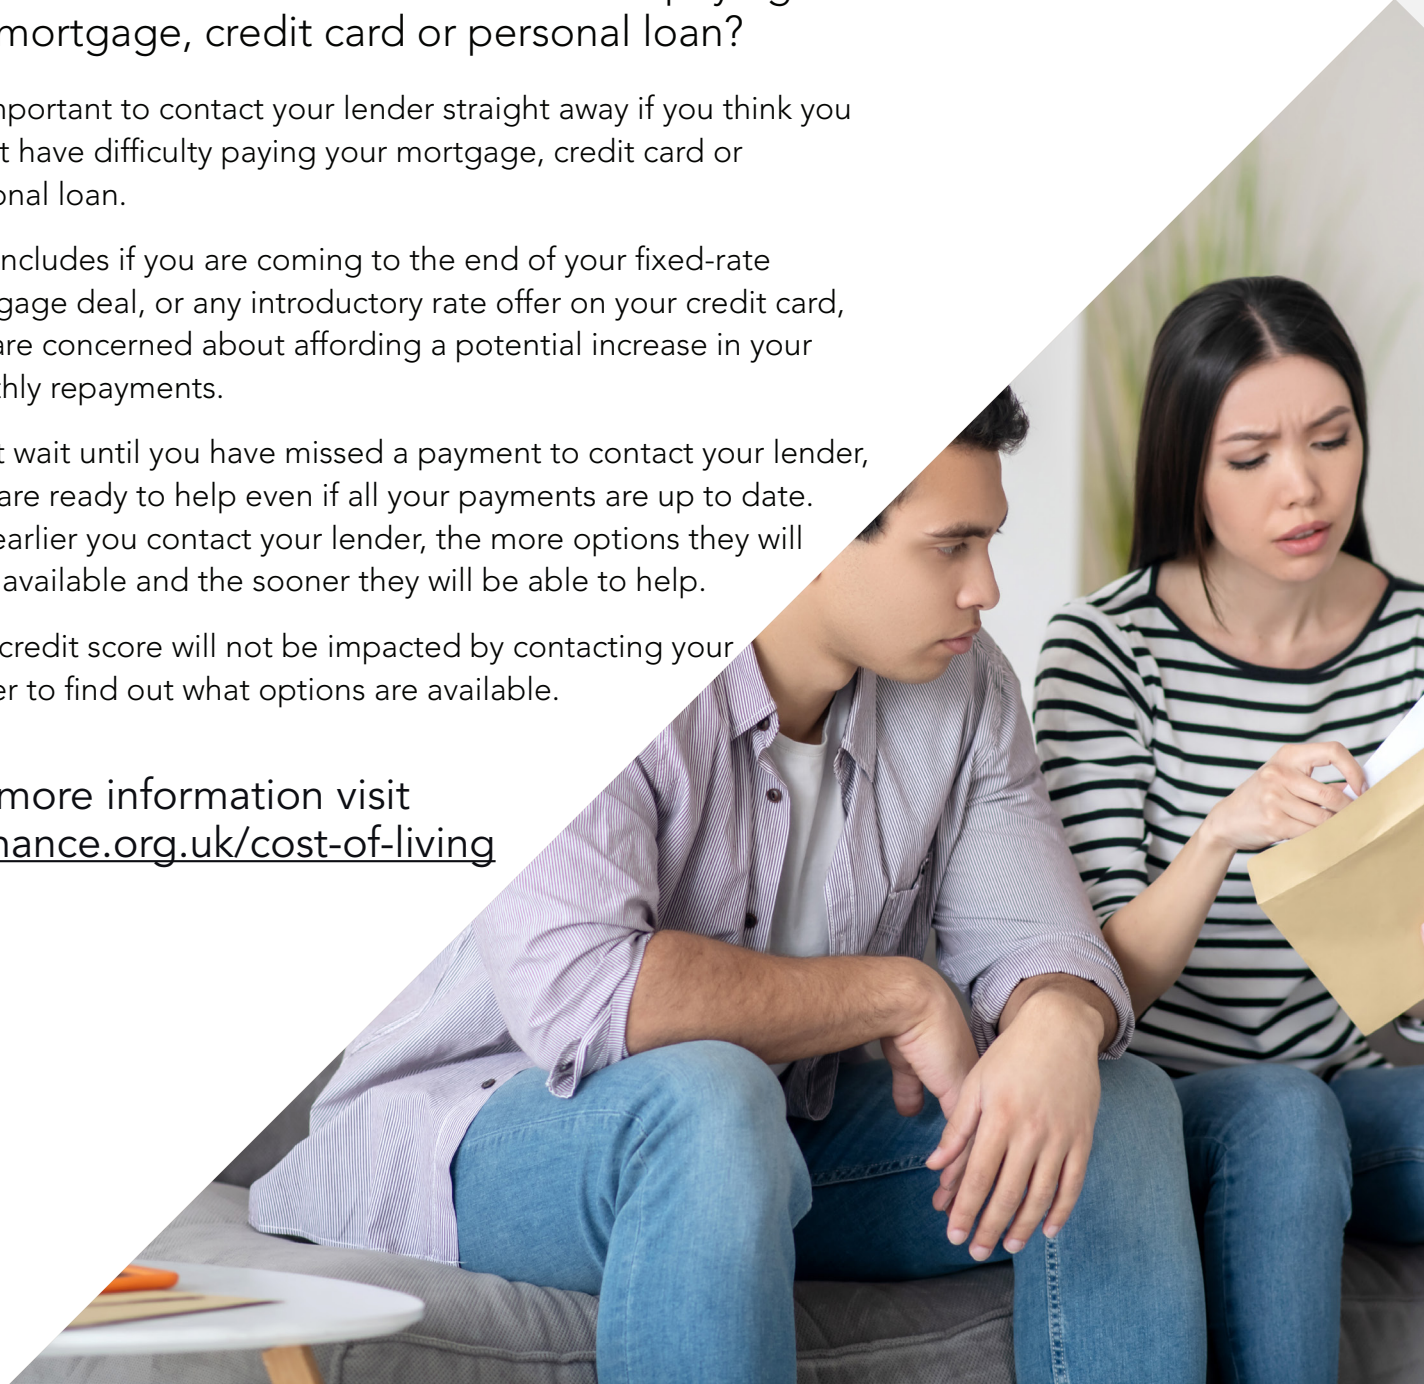 mortgage, credit card or personal loan?
mportant to contact your lender straight away if you think you
t have difficulty paying your mortgage, credit card or
onal loan.
ncludes if you are coming to the end of your fixed-rate
gage deal, or any introductory rate offer on your credit card,
are concerned about affording a potential increase in your
thly repayments.
t wait until you have missed a payment to contact your lender,
are ready to help even if all your payments are up to date.
earlier you contact your lender, the more options they will
available and the sooner they will be able to help.
credit score will not be impacted by contacting your
er to find out what options are available.
more information visit
nance.org.uk/cost-of-living